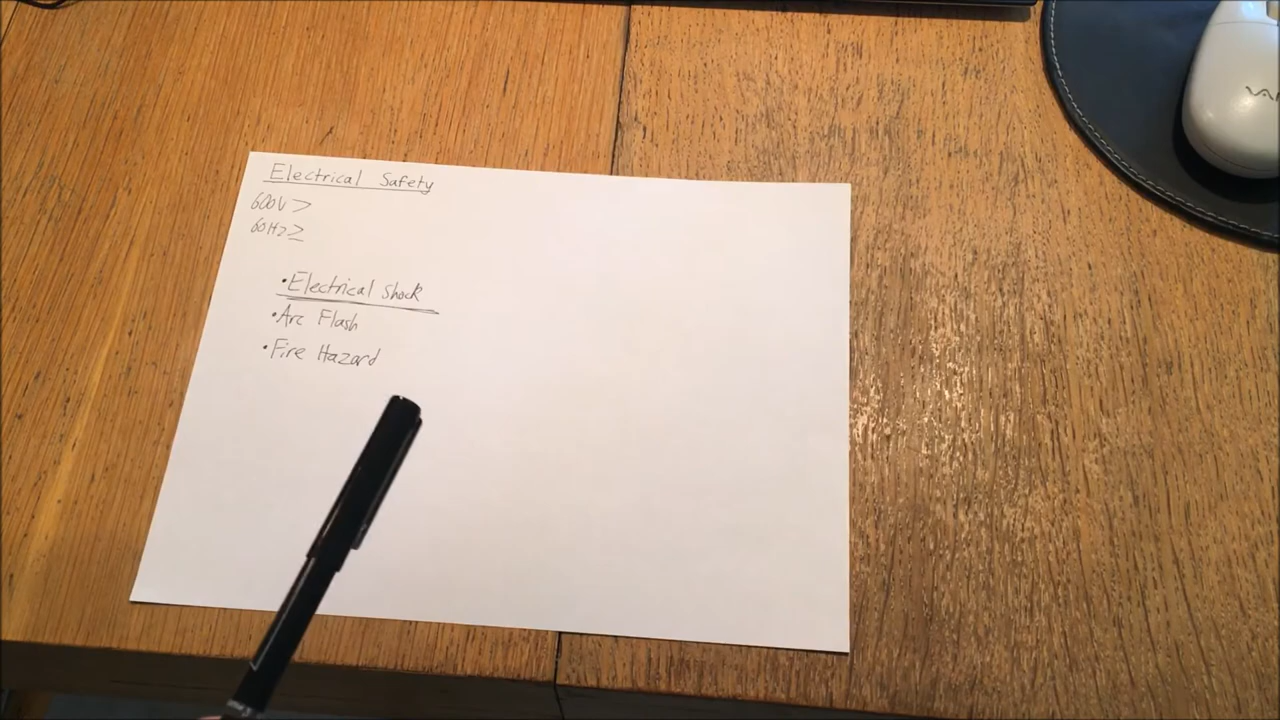 Electrical Safety
600V >
60Hz ≥
• Electrical Shock
• Arc Flash
• Fire Hazard